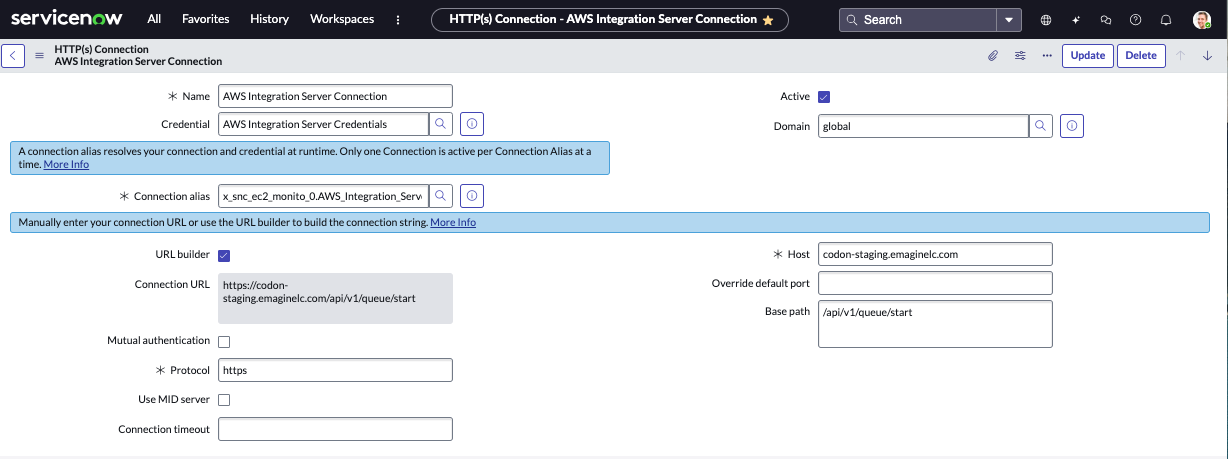 servicenow All Favorites History Workspaces HTTP(s) Connection - AWS Integration Server Connection Search
HTTP(s) Connection
AWS Integration Server Connection
Update Delete
Name AWS Integration Server Connection
Active
Credential AWS Integration Server Credentials
Domain global
A connection alias resolves your connection and credential at runtime. Only one Connection is active per Connection Alias at a
time. More Info
Connection alias x_snc_ec2_monito_0.AWS_Integration_Serv
Manually enter your connection URL or use the URL builder to build the connection string. More Info
URL builder
Host codon-staging.emaginelc.com
Connection URL https://codon-
staging.emaginelc.com/api/v1/queue/start
Override default port
Base path /api/v1/queue/start
Mutual authentication
Protocol https
Use MID server
Connection timeout